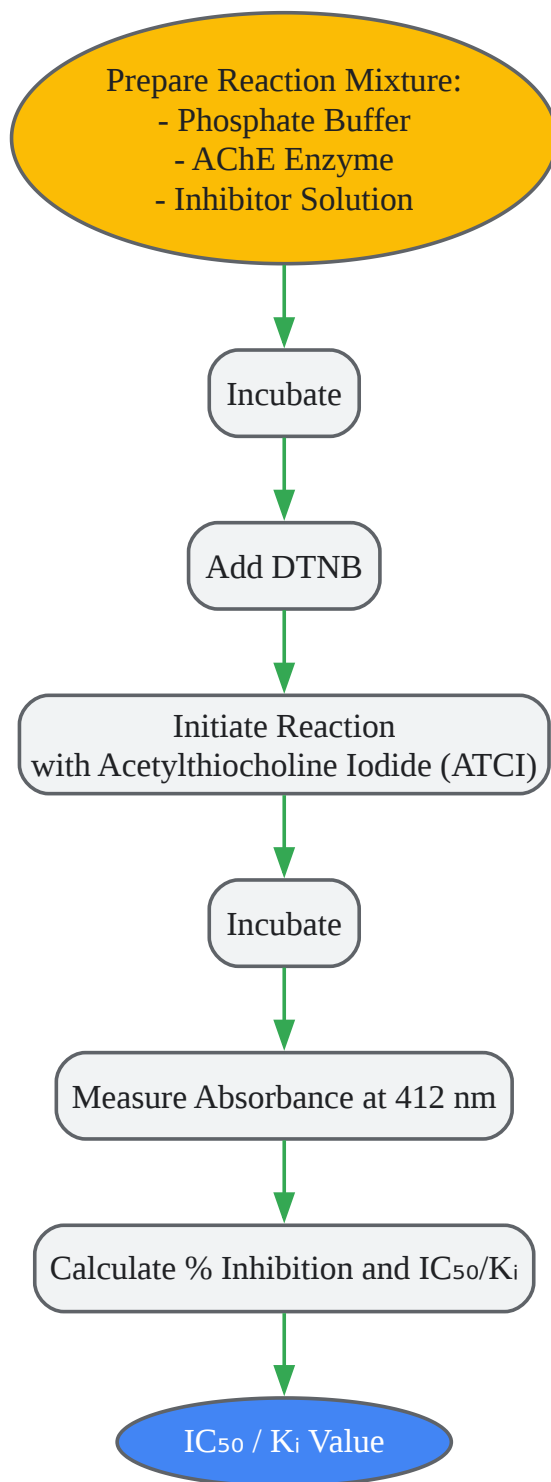 Prepare Reaction Mixture:
- Phosphate Buffer
- AChE Enzyme
- Inhibitor Solution
Incubate
Add DTNB
Initiate Reaction
with Acetylthiocholine Iodide (ATCI)
Incubate
Measure Absorbance at 412 nm
Calculate % Inhibition and IC₅₀/Kᵢ
IC₅₀ / Kᵢ Value